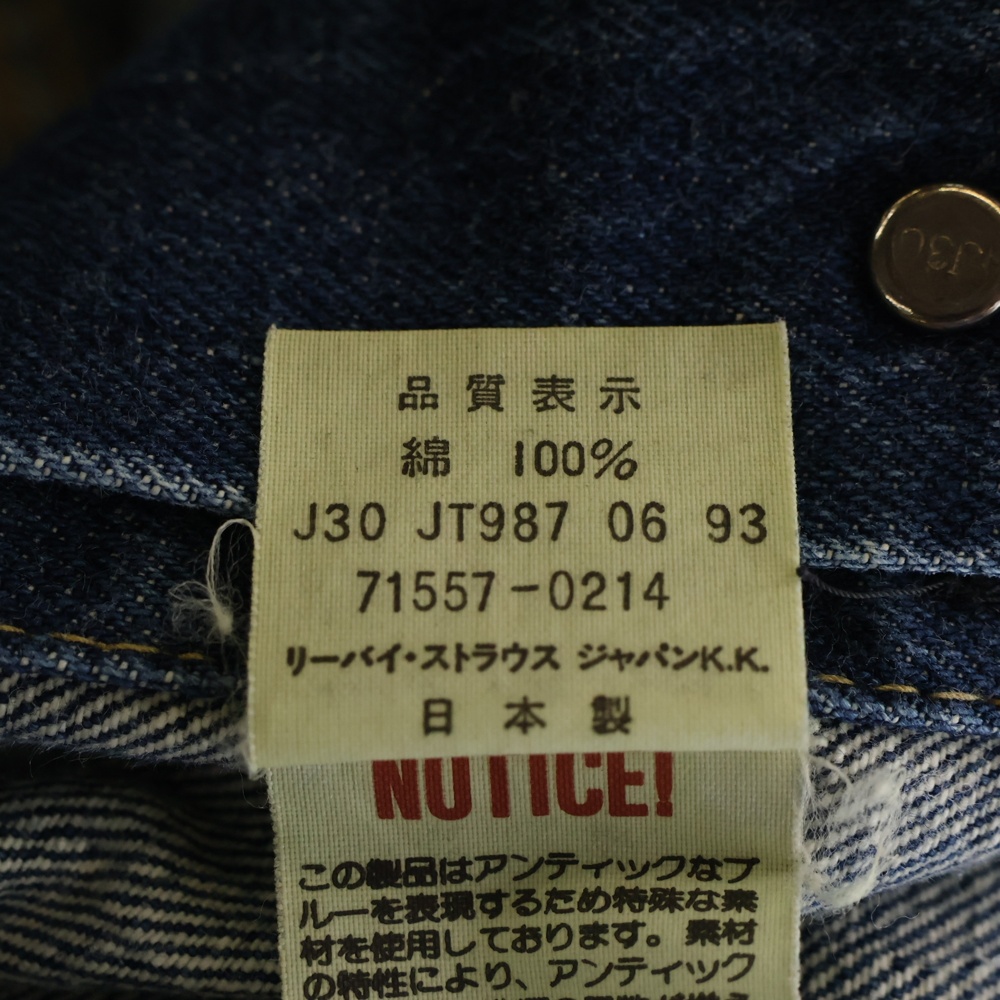 J30
品質表示
綿 100%
J30 JT987 06 93
71557-0214
リーバイ・ストラウス ジャパンK.K.
日本製
NOTICE!
この製品はアンティックなブ
ルーを表現するため特殊な素
材を使用しております。素材
の特性により、アンティック